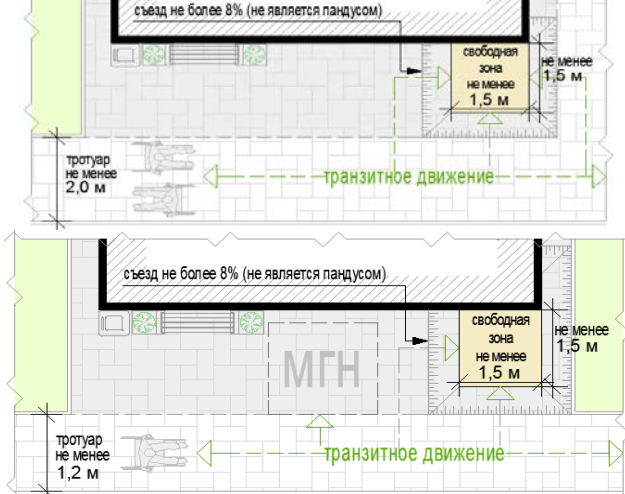 съезд не более 8% (не является пандусом)
свободная
зона
не менее
1,5 м
не менее
1,5 м
тротуар
не менее
2,0 м
транзитное движение
съезд не более 8% (не является пандусом)
свободная
зона
не менее
1,5 м
не менее
1,5 м
МГН
тротуар
не менее
1,2 м
транзитное движение